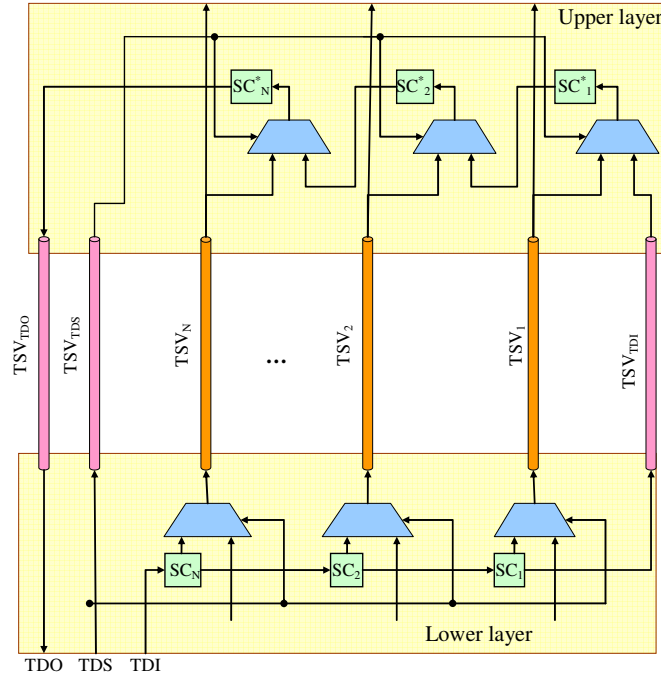 Upper layer
SC*N
SC*2
SC*1
TSVTDO
TSVTDS
TSVN
...
TSV2
TSV1
TSVTDI
SCN
SC2
SC1
Lower layer
TDO TDS TDI